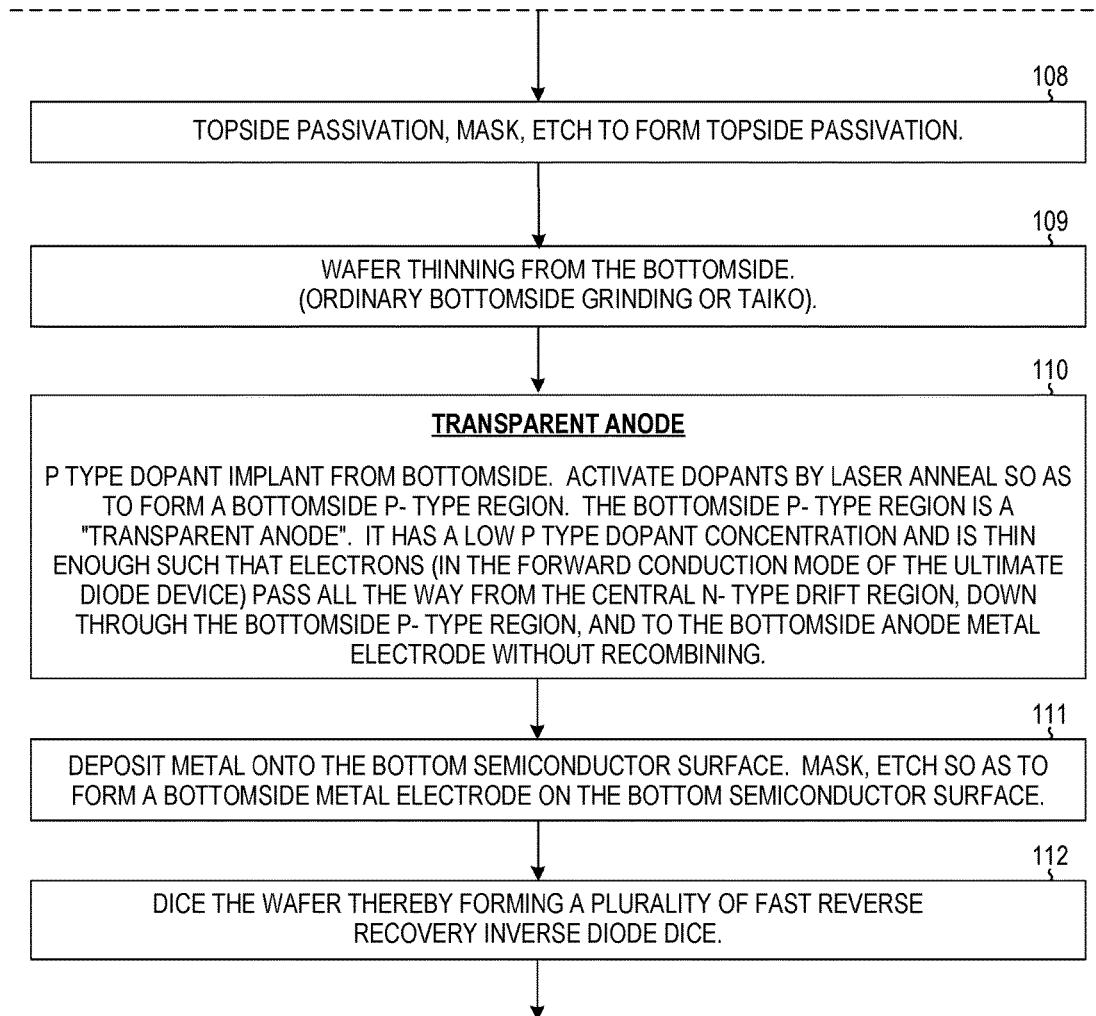 108
TOPSIDE PASSIVATION, MASK, ETCH TO FORM TOPSIDE PASSIVATION.
109
WAFER THINNING FROM THE BOTTOMSIDE.
(ORDINARY BOTTOMSIDE GRINDING OR TAIKO).
110
TRANSPARENT ANODE
P TYPE DOPANT IMPLANT FROM BOTTOMSIDE. ACTIVATE DOPANTS BY LASER ANNEAL SO AS
TO FORM A BOTTOMSIDE P- TYPE REGION. THE BOTTOMSIDE P- TYPE REGION IS A
"TRANSPARENT ANODE". IT HAS A LOW P TYPE DOPANT CONCENTRATION AND IS THIN
ENOUGH SUCH THAT ELECTRONS (IN THE FORWARD CONDUCTION MODE OF THE ULTIMATE
DIODE DEVICE) PASS ALL THE WAY FROM THE CENTRAL N- TYPE DRIFT REGION, DOWN
THROUGH THE BOTTOMSIDE P- TYPE REGION, AND TO THE BOTTOMSIDE ANODE METAL
ELECTRODE WITHOUT RECOMBINING.
111
DEPOSIT METAL ONTO THE BOTTOM SEMICONDUCTOR SURFACE. MASK, ETCH SO AS TO
FORM A BOTTOMSIDE METAL ELECTRODE ON THE BOTTOM SEMICONDUCTOR SURFACE.
112
DICE THE WAFER THEREBY FORMING A PLURALITY OF FAST REVERSE
RECOVERY INVERSE DIODE DICE.